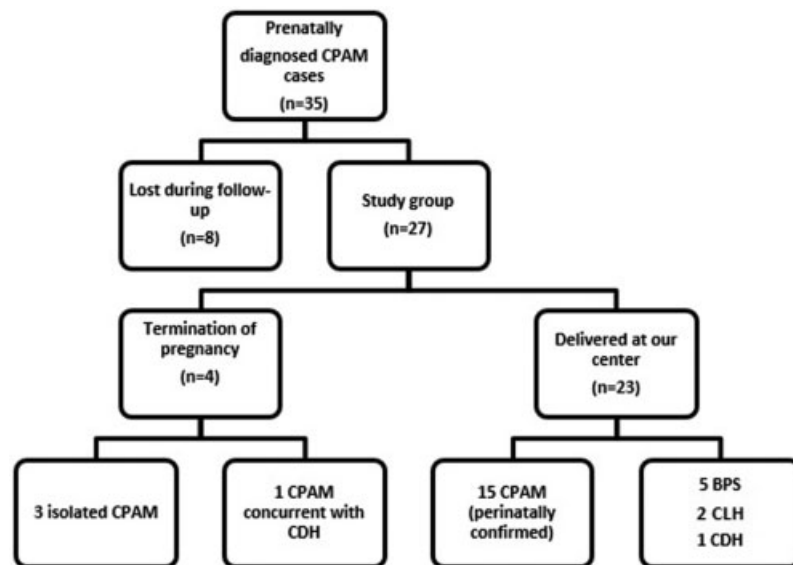 Prenatally
diagnosed CPAM
cases
(n=35)
Lost during follow-
up
(n=8)
Study group
(n=27)
Termination of
pregnancy
(n=4)
Delivered at our
center
(n=23)
3 isolated CPAM
1 CPAM
concurrent with
CDH
15 CPAM
(perinatally
confirmed)
5 BPS
2 CLH
1 CDH